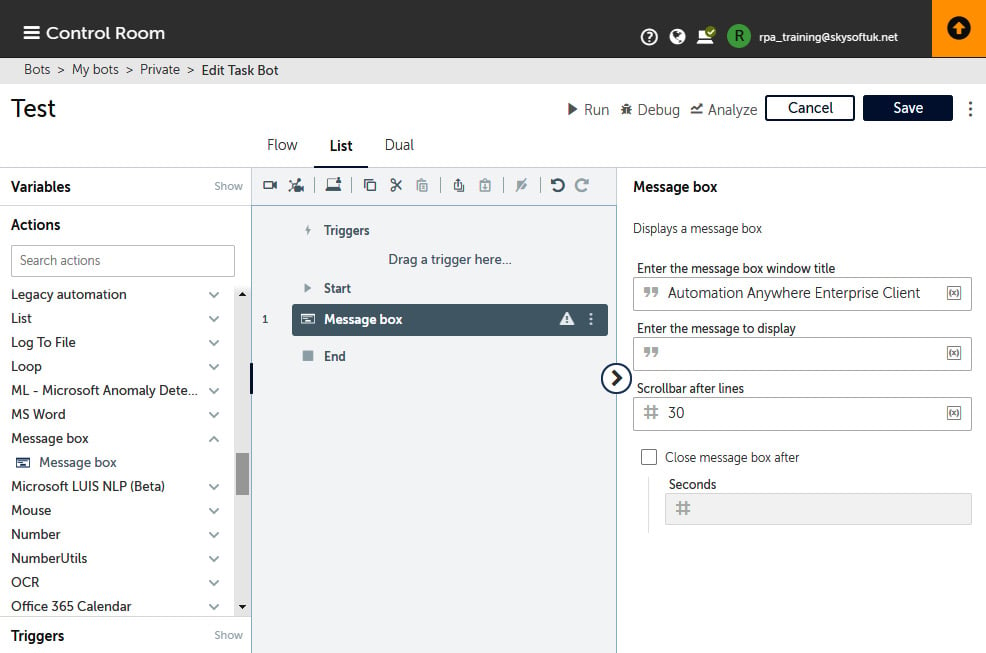 Control Room
R rpa_training@skysoftuk.net
Bots > My bots > Private > Edit Task Bot
Test
Run Debug Analyze Cancel Save
Flow List Dual
Variables Show
Actions
Search actions
Legacy automation
List
Log To File
Loop
ML - Microsoft Anomaly Dete...
MS Word
Message box
Message box
Microsoft LUIS NLP (Beta)
Mouse
Number
NumberUtils
OCR
Office 365 Calendar
Triggers Show
Triggers
Drag a trigger here...
Start
1 Message box
End
Message box
Displays a message box
Enter the message box window title
Automation Anywhere Enterprise Client (x)
Enter the message to display
(x)
Scrollbar after lines
# 30 (x)
Close message box after
Seconds
#